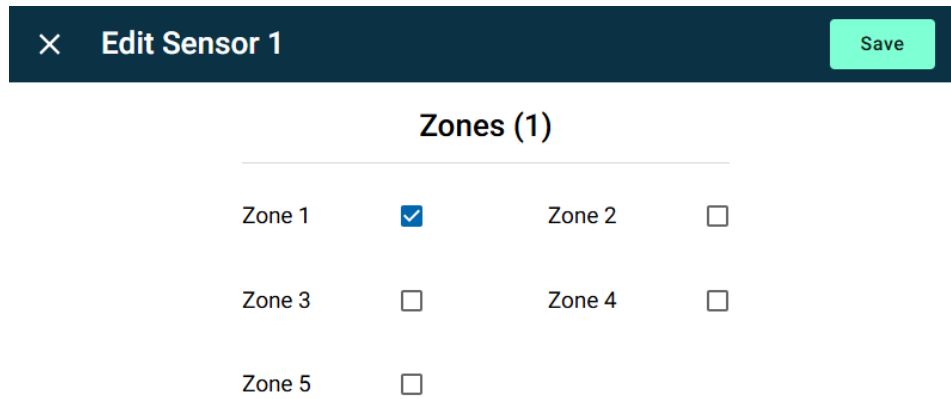 Edit Sensor 1
Save
Zones (1)
Zone 1
Zone 2
Zone 3
Zone 4
Zone 5